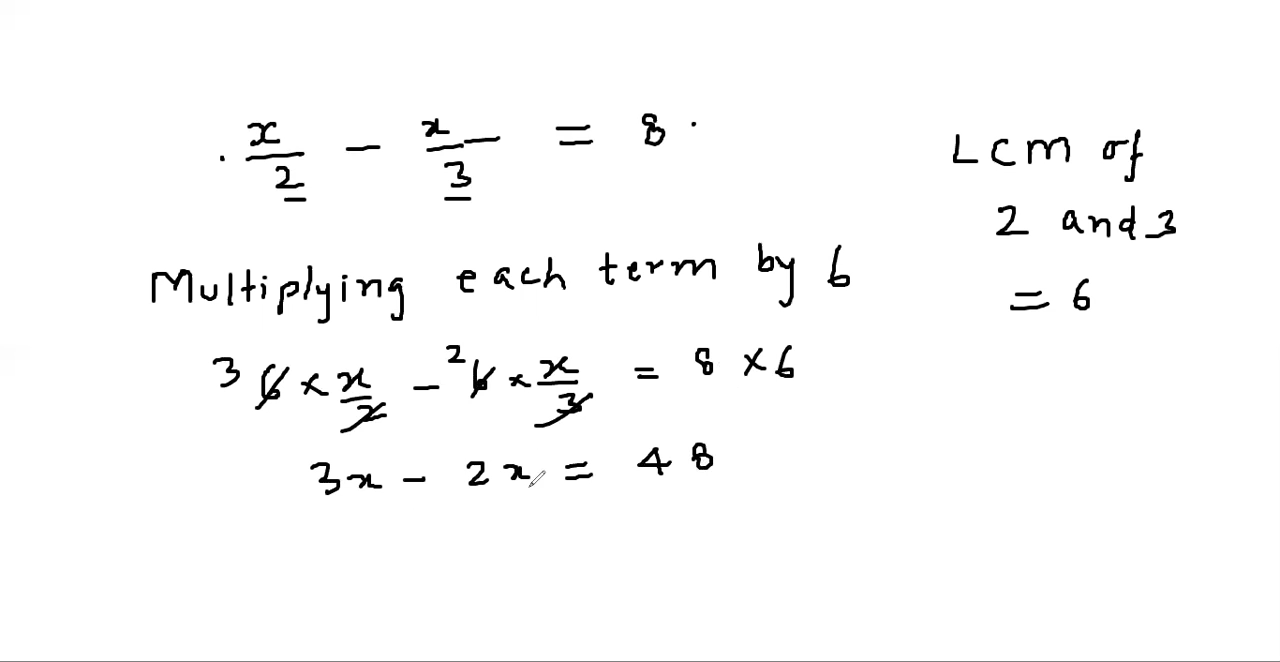 x/2 - x/3 = 8
LCM of
2 and 3
= 6
Multiplying each term by 6
3 6 × x/2 - 2 6 × x/3 = 8 × 6
3x - 2x = 48